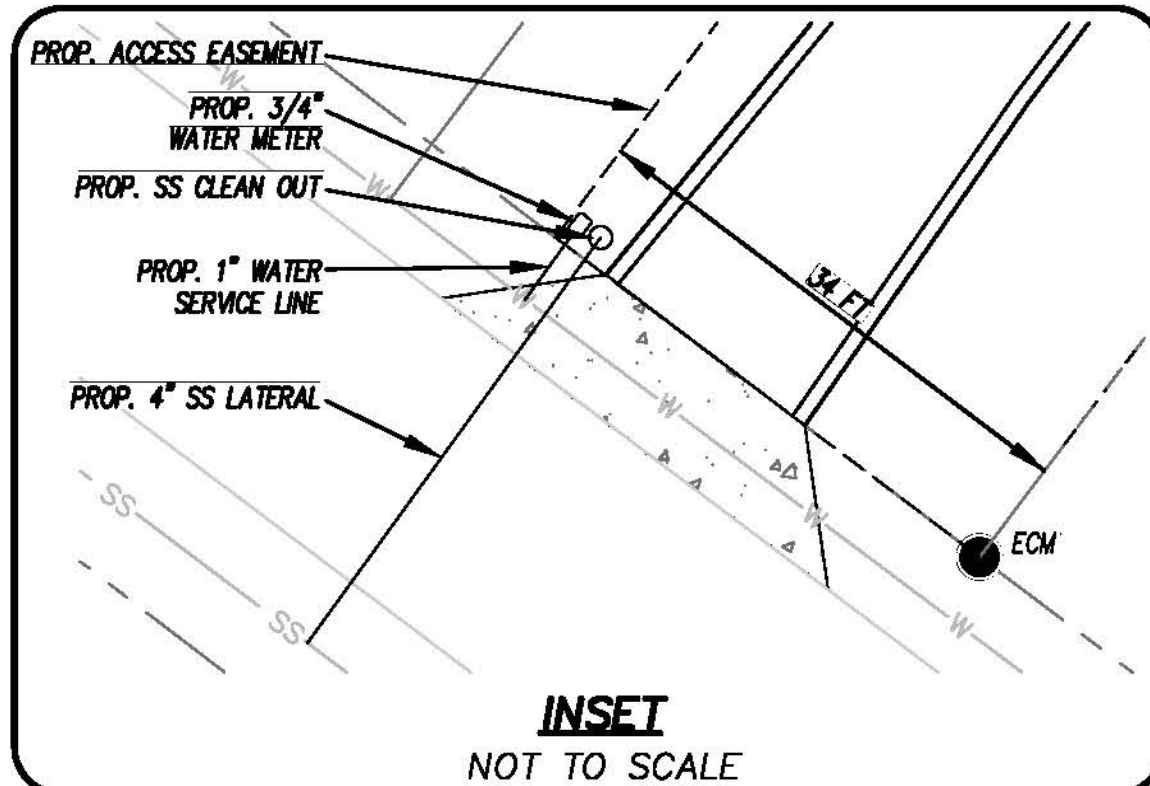 PROP. ACCESS EASEMENT
PROP. 3/4"
WATER METER
PROP. SS CLEAN OUT
PROP. 1" WATER
SERVICE LINE
PROP. 4" SS LATERAL
34 FT
ECM
W
W
W
W
W
W
SS
SS
INSET
NOT TO SCALE